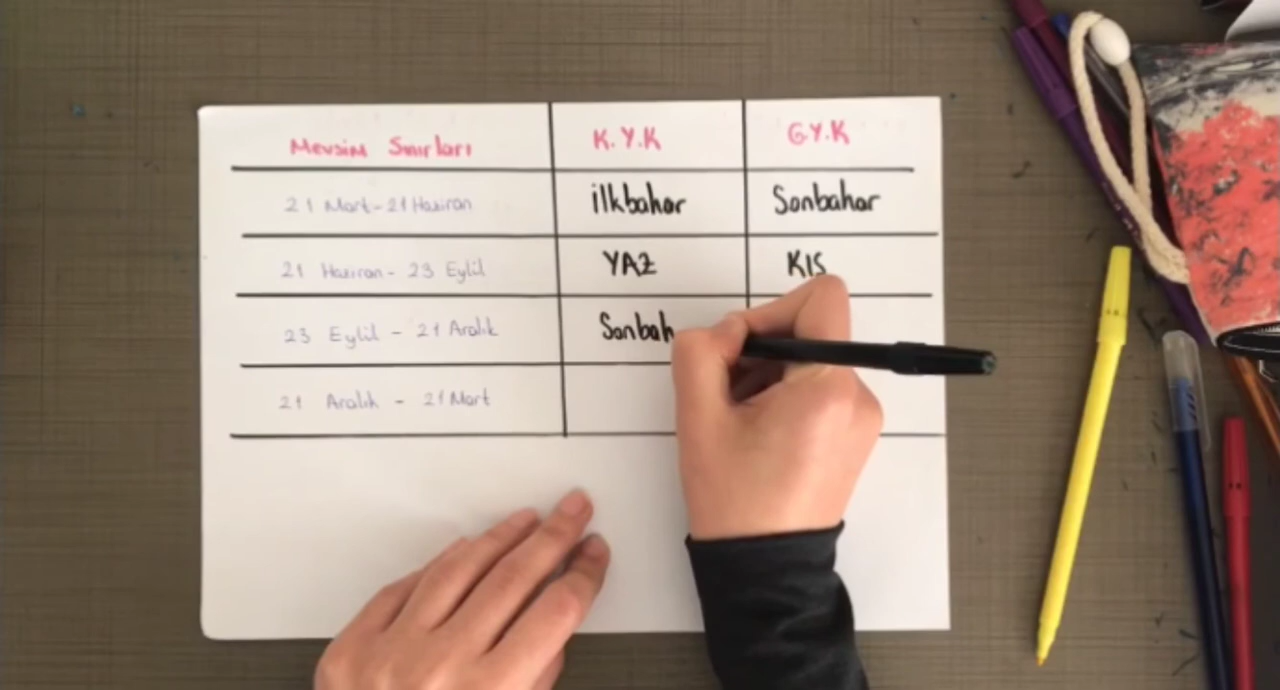 Mevsim Sınırları K.Y.K G.Y.K
21 Mart - 21 Haziran ilkbahar Sonbahar
21 Haziran - 23 Eylül YAZ KIS
23 Eylül - 21 Aralık Sonbah
21 Aralık - 21 Mart